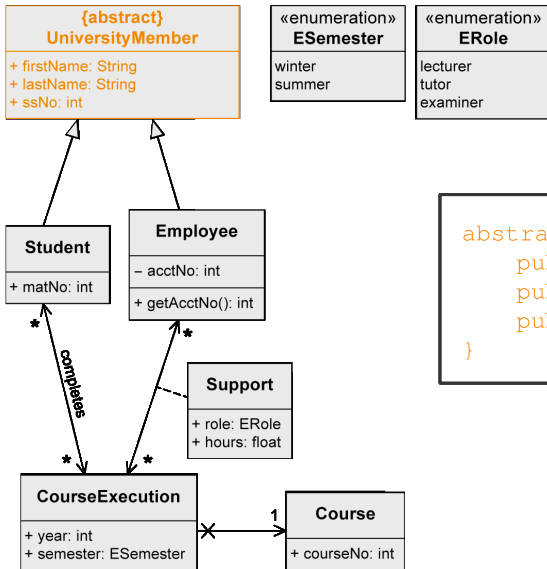 {abstract}
UniversityMember
+ firstName: String
+ lastName: String
+ ssNo: int
«enumeration»
ESemester
winter
summer
«enumeration»
ERole
lecturer
tutor
examiner
Student
+ matNo: int
Employee
− acctNo: int
+ getAcctNo(): int
abstra
pu
pu
pu
}
*
*
completes
Support
+ role: ERole
+ hours: float
*
*
CourseExecution
+ year: int
+ semester: ESemester
1
Course
+ courseNo: int